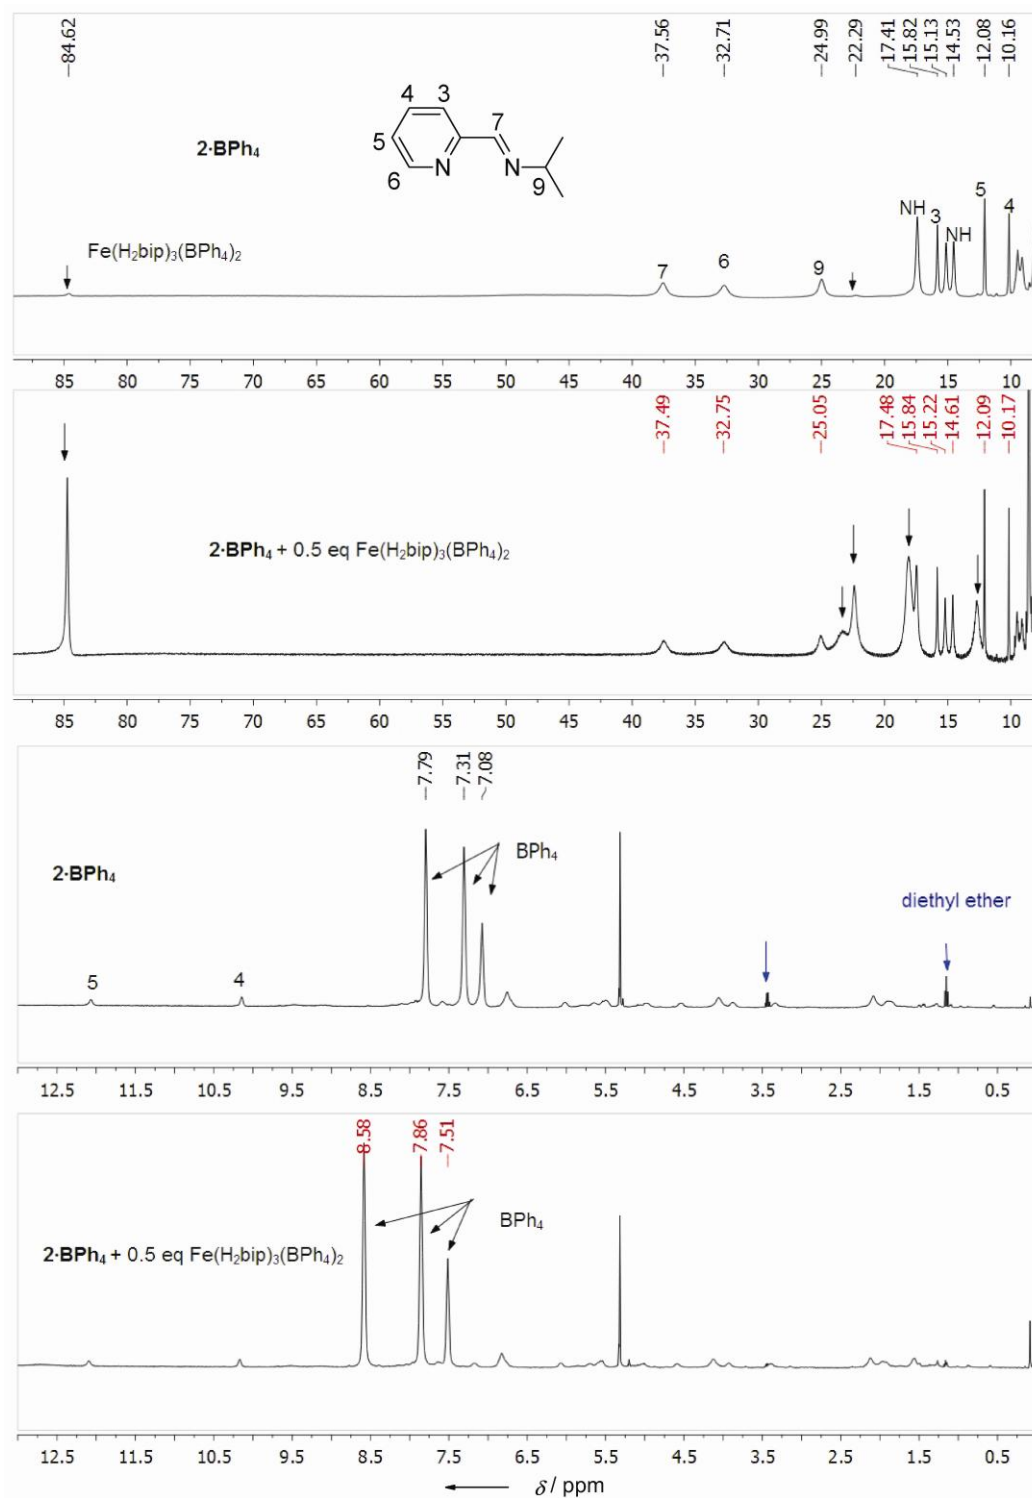 84.62
37.56
32.71
24.99
22.29
17.41
15.82
15.13
14.53
12.08
10.16
4 3 7
5
6 N N 9
2·BPh₄
Fe(H₂bip)₃(BPh₄)₂
7 6 9 NH 3 NH 5 4
85 80 75 70 65 60 55 50 45 40 35 30 25 20 15 10
37.49
32.75
25.05
17.48
15.84
15.22
14.61
12.09
10.17
2·BPh₄ + 0.5 eq Fe(H₂bip)₃(BPh₄)₂
85 80 75 70 65 60 55 50 45 40 35 30 25 20 15 10
7.79
7.31
7.08
2·BPh₄
BPh₄
diethyl ether
5 4
12.5 11.5 10.5 9.5 8.5 7.5 6.5 5.5 4.5 3.5 2.5 1.5 0.5
8.58
7.86
7.51
BPh₄
2·BPh₄ + 0.5 eq Fe(H₂bip)₃(BPh₄)₂
12.5 11.5 10.5 9.5 8.5 7.5 6.5 5.5 4.5 3.5 2.5 1.5 0.5
δ / ppm